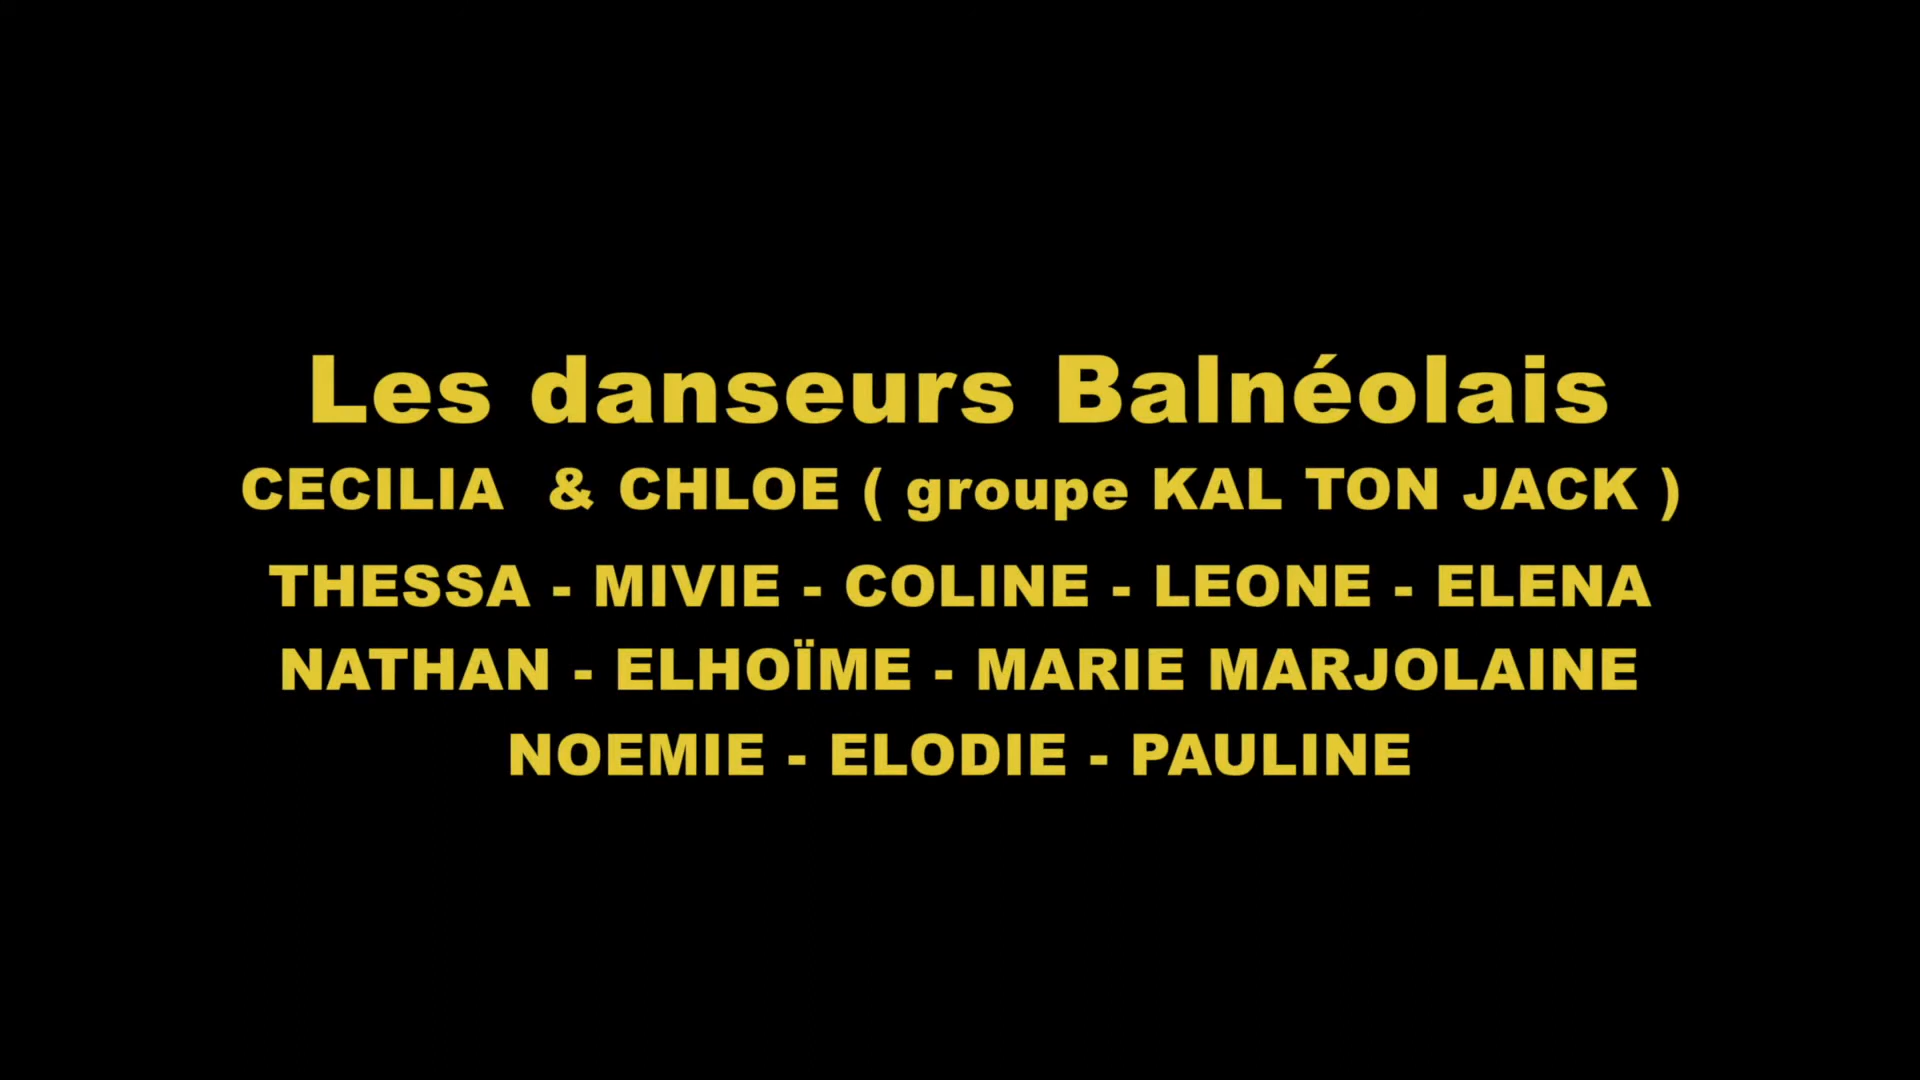 Les danseurs Balnéolais
CECILIA & CHLOE ( groupe KAL TON JACK )
THESSA - MIVIE - COLINE - LEONE - ELENA
NATHAN - ELHOÏME - MARIE MARJOLAINE
NOEMIE - ELODIE - PAULINE